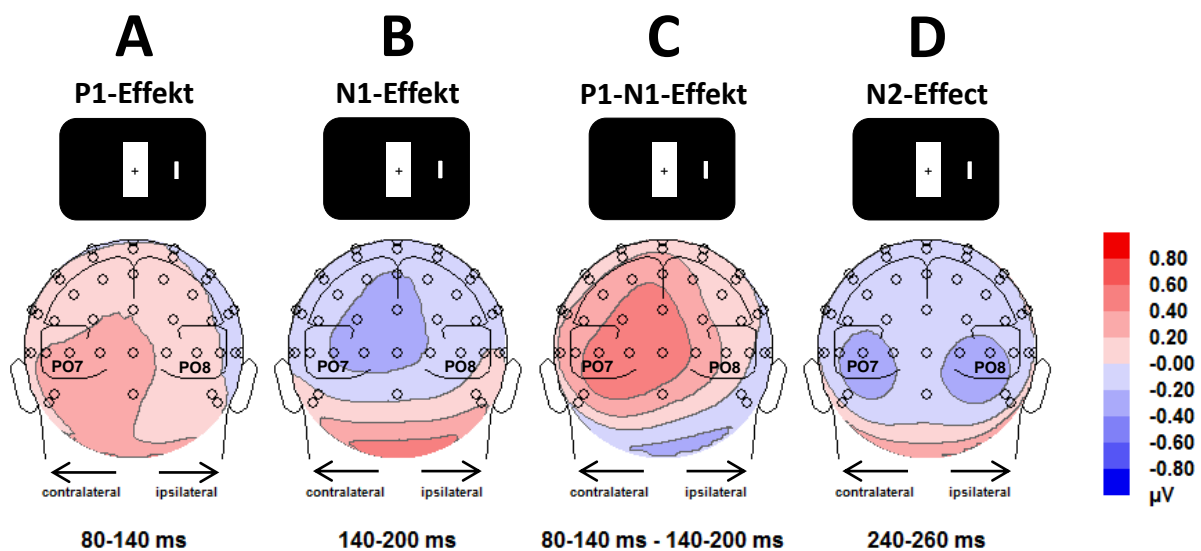 A B C D
P1-Effekt N1-Effekt P1-N1-Effekt N2-Effect
+ + + +
0.80
0.60
0.40
0.20
-0.00
-0.20
-0.40
-0.60
-0.80
µV
PO7 PO8 PO7 PO8 PO7 PO8 PO7 PO8
contralateral ipsilateral contralateral ipsilateral contralateral ipsilateral contralateral ipsilateral
80-140 ms 140-200 ms 80-140 ms - 140-200 ms 240-260 ms